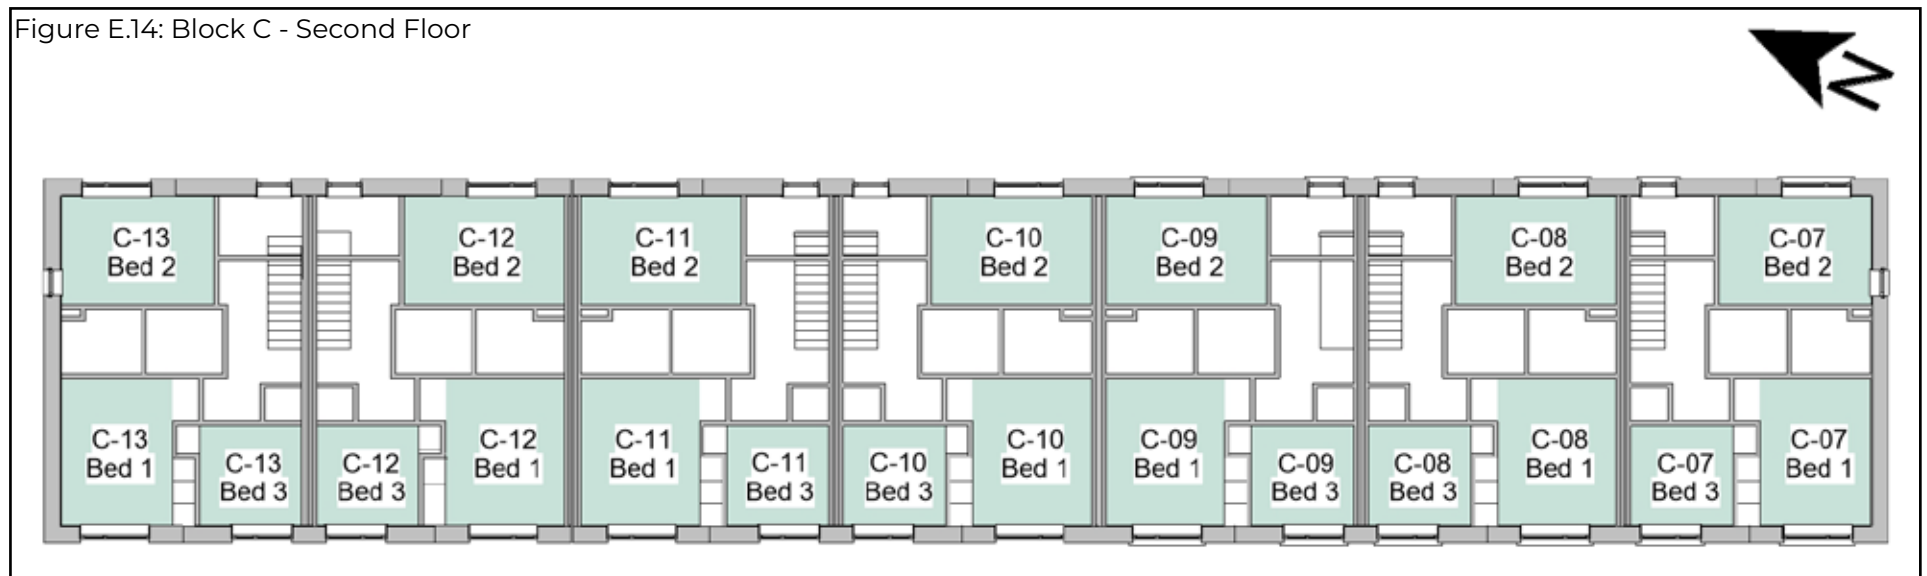 Figure E.14: Block C - Second Floor
N
C-13
Bed 2
C-12
Bed 2
C-11
Bed 2
C-10
Bed 2
C-09
Bed 2
C-08
Bed 2
C-07
Bed 2
C-13
Bed 1
C-13
Bed 3
C-12
Bed 3
C-12
Bed 1
C-11
Bed 1
C-11
Bed 3
C-10
Bed 3
C-10
Bed 1
C-09
Bed 1
C-09
Bed 3
C-08
Bed 3
C-08
Bed 1
C-07
Bed 3
C-07
Bed 1